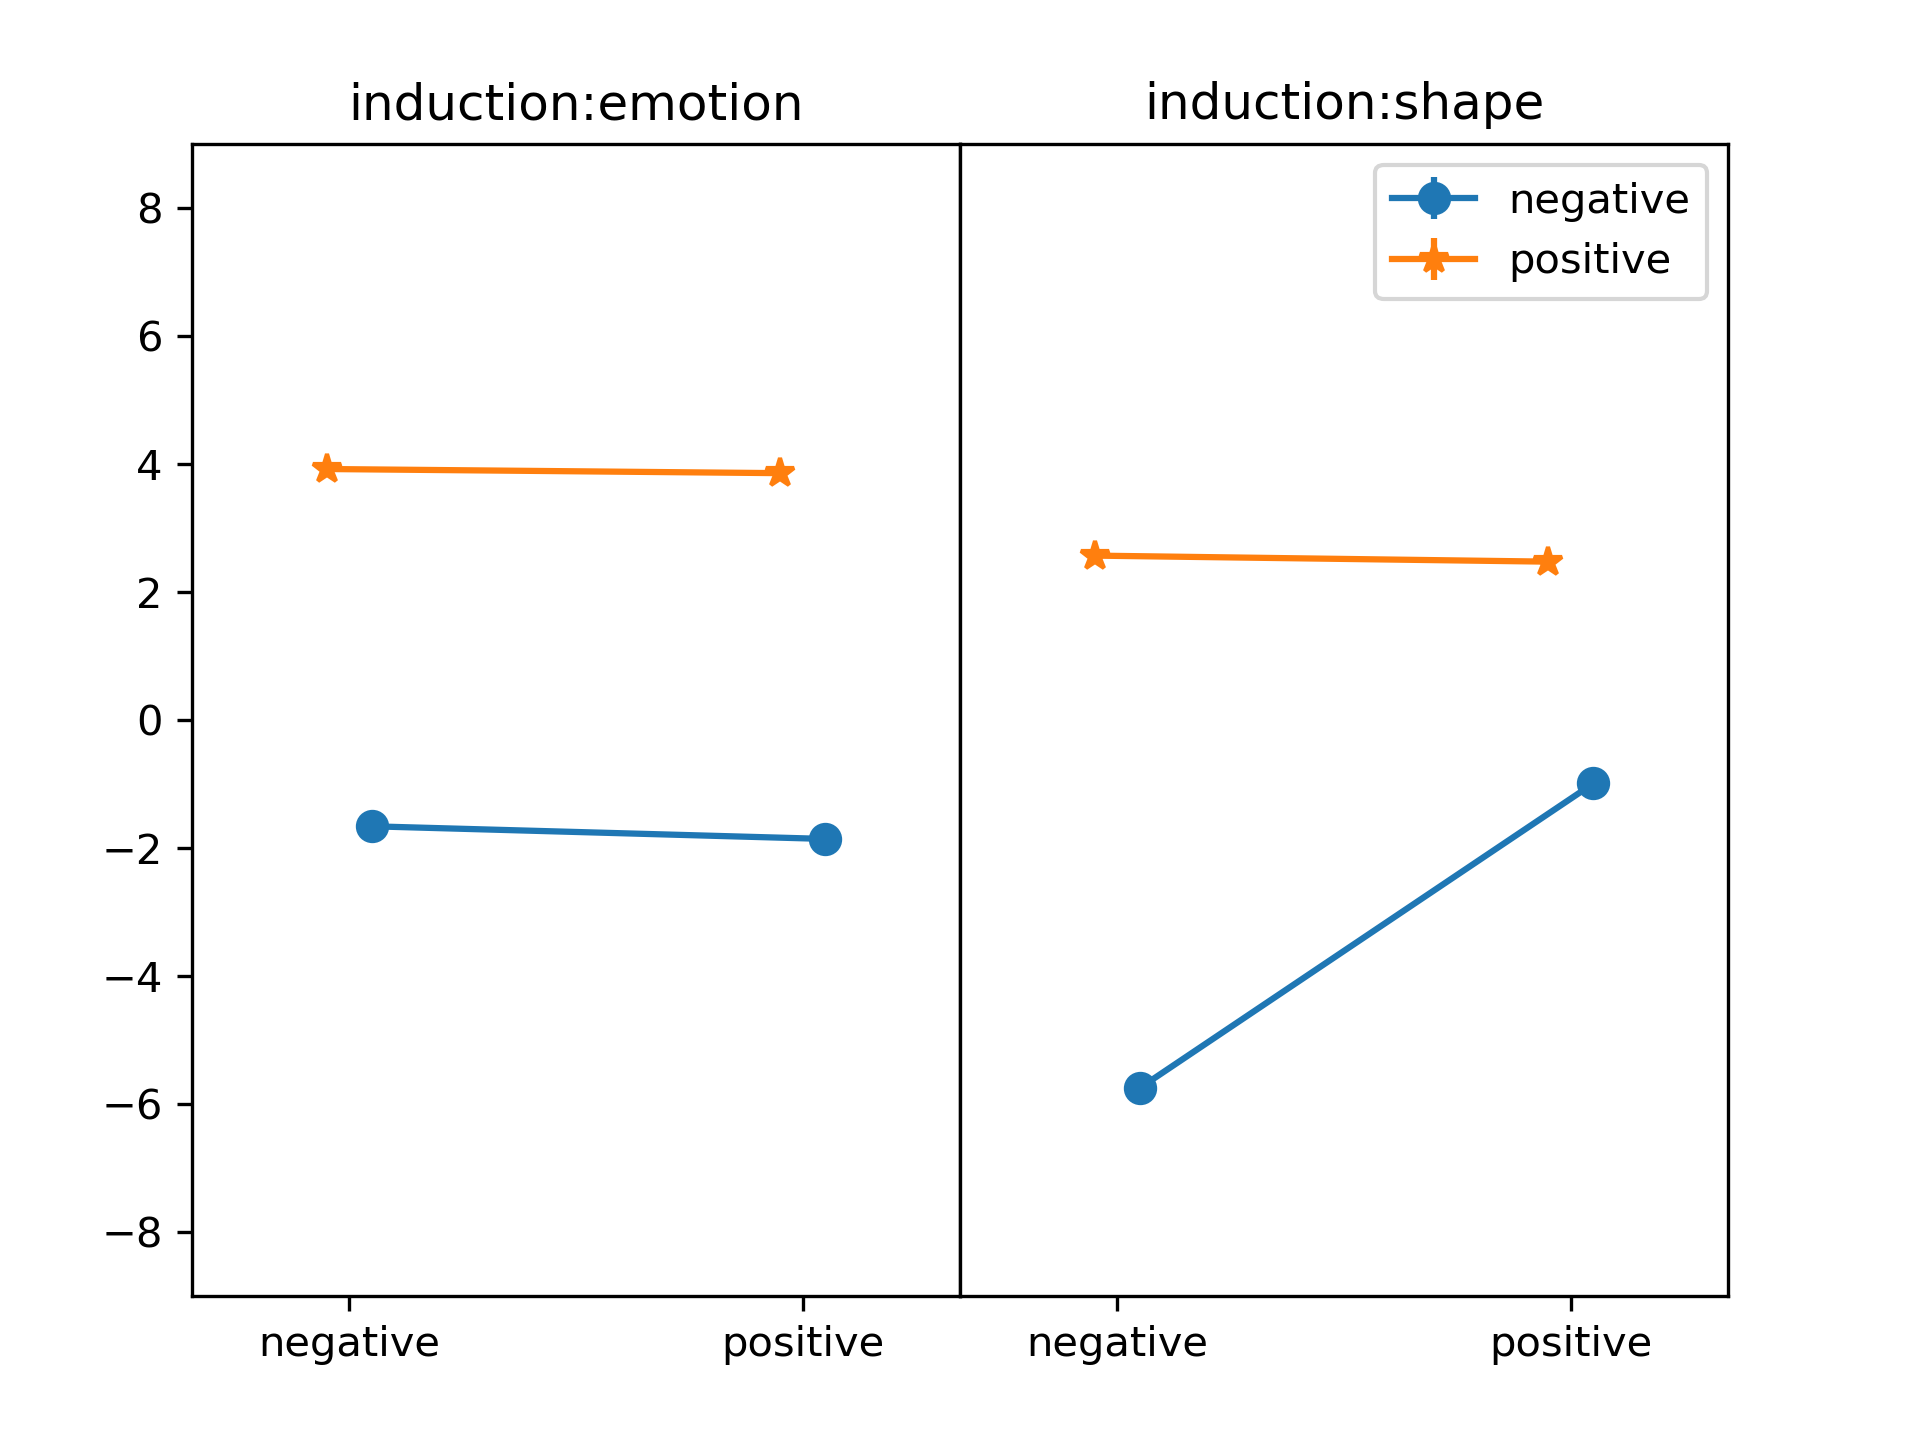 induction:emotion
induction:shape
negative
positive
8
6
4
2
0
−2
−4
−6
−8
negative
positive
negative
positive